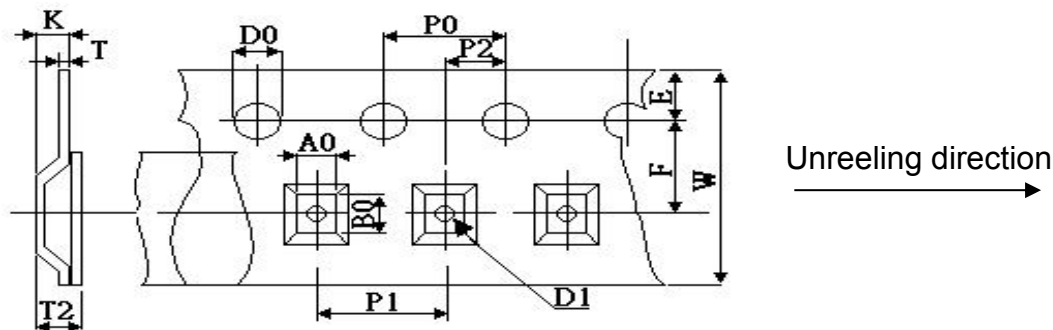 K
T
D0
P0
P2
E
A0
F
W
B0
Unreeling direction
T2
P1
D1